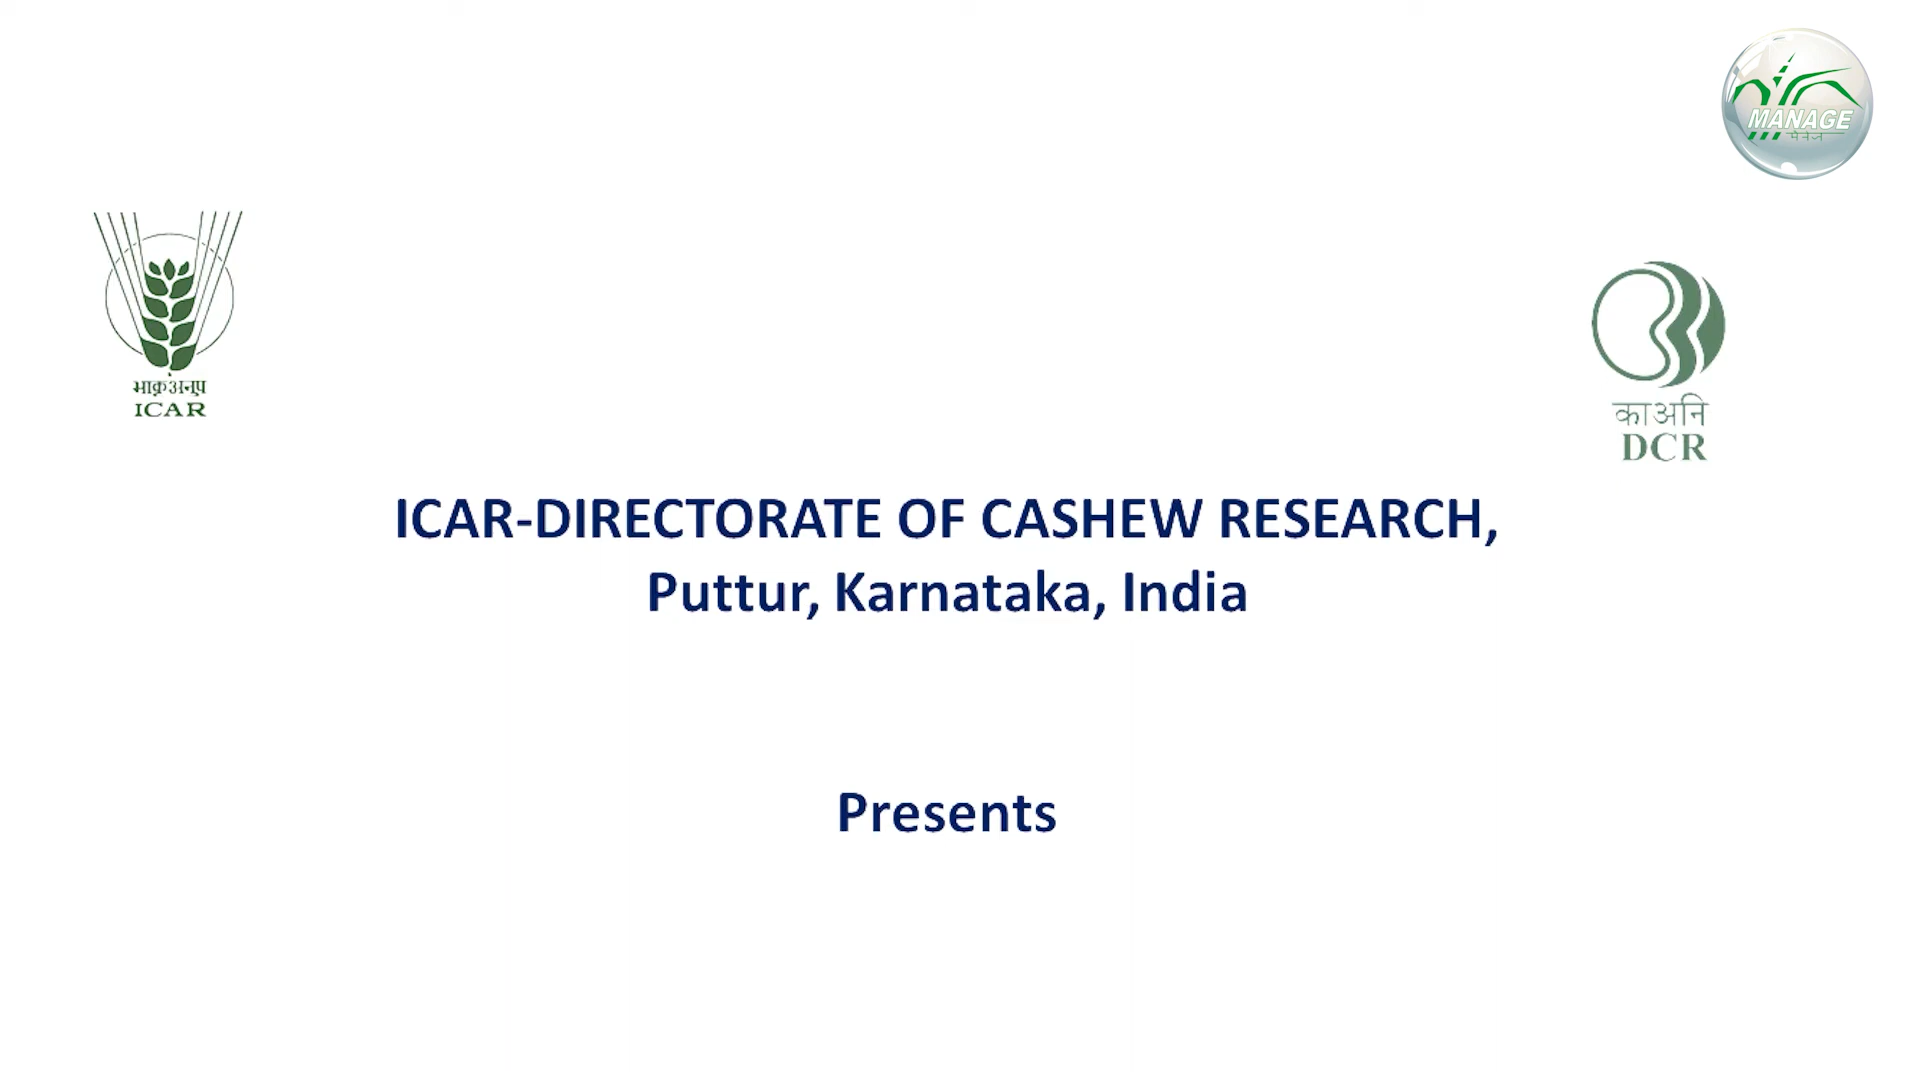 MANAGE
मैनेज
भाकृअनुप
ICAR
काअनि
DCR
ICAR-DIRECTORATE OF CASHEW RESEARCH,
Puttur, Karnataka, India
Presents